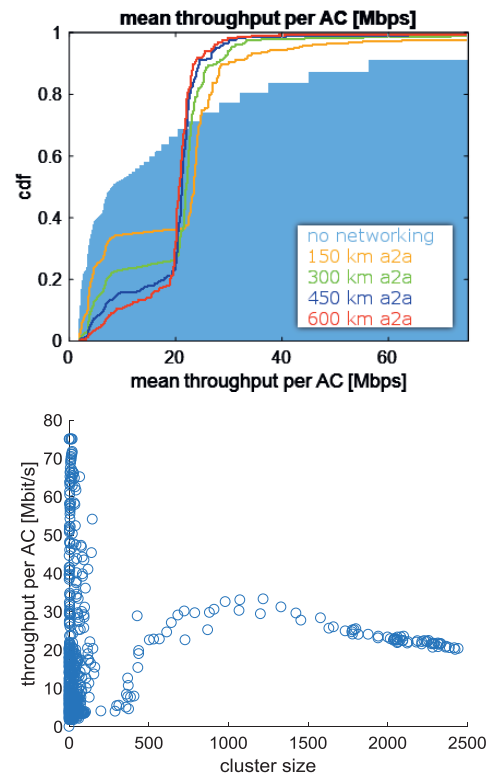 mean throughput per AC [Mbps]
1
0.8
0.6
0.4
0.2
0
cdf
no networking
150 km a2a
300 km a2a
450 km a2a
600 km a2a
0 20 40 60
mean throughput per AC [Mbps]
80
70
60
50
40
30
20
10
0
throughput per AC [Mbit/s]
0 500 1000 1500 2000 2500
cluster size